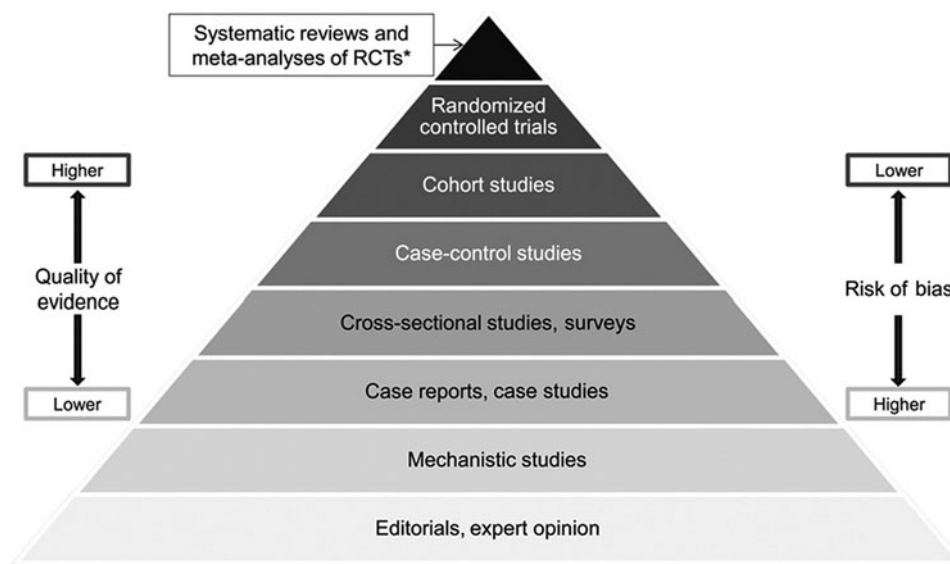 Systematic reviews and
meta-analyses of RCTs*
Randomized
controlled trials
Higher
Lower
Cohort studies
Case-control studies
Quality of
evidence
Risk of bias
Cross-sectional studies, surveys
Case reports, case studies
Lower
Higher
Mechanistic studies
Editorials, expert opinion